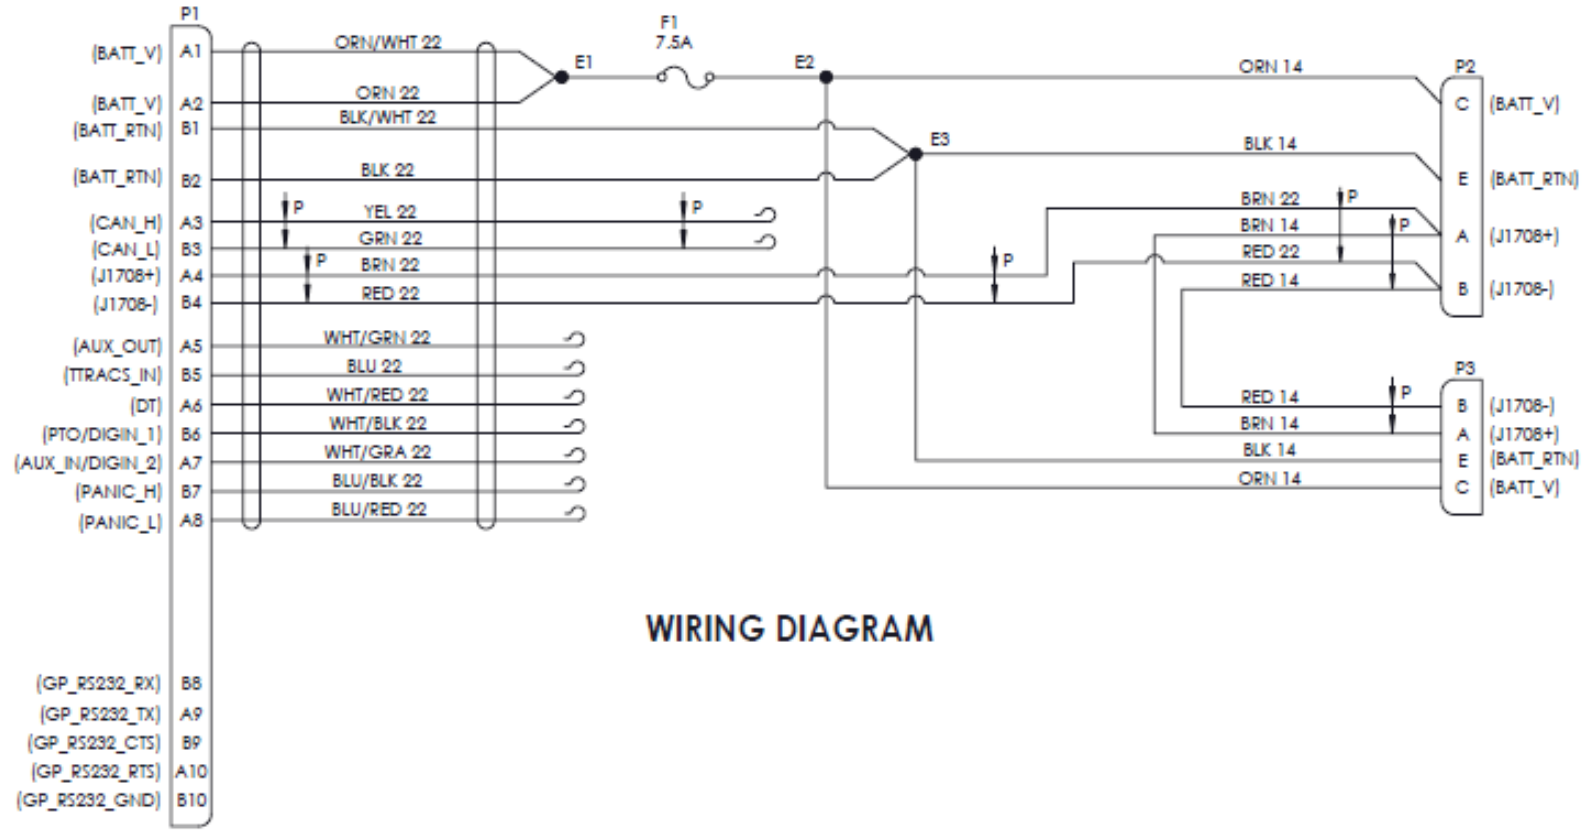 P1
(BATT_V) A1 ORN/WHT 22
(BATT_V) A2 ORN 22
(BATT_RTN) B1 BLK/WHT 22
(BATT_RTN) B2 BLK 22
(CAN_H) A3 P YEL 22 P
(CAN_L) B3 GRN 22
(J1708+) A4 P BRN 22 P
(J1708-) B4 RED 22
(AUX_OUT) A5 WHT/GRN 22
(TTRACS_IN) B5 BLU 22
(DT) A6 WHT/RED 22
(PTO/DIGIN_1) B6 WHT/BLK 22
(AUX_IN/DIGIN_2) A7 WHT/GRA 22
(PANIC_H) B7 BLU/BLK 22
(PANIC_L) A8 BLU/RED 22
(GP_RS232_RX) B8
(GP_RS232_TX) A9
(GP_RS232_CTS) B9
(GP_RS232_RTS) A10
(GP_RS232_GND) B10
E1
F1
7.5A
E2
E3
P2
ORN 14 C (BATT_V)
BLK 14 E (BATT_RTN)
BRN 22 P
BRN 14 P A (J1708+)
RED 22
RED 14 B (J1708-)
P3
RED 14 P B (J1708-)
BRN 14 A (J1708+)
BLK 14 E (BATT_RTN)
ORN 14 C (BATT_V)
WIRING DIAGRAM